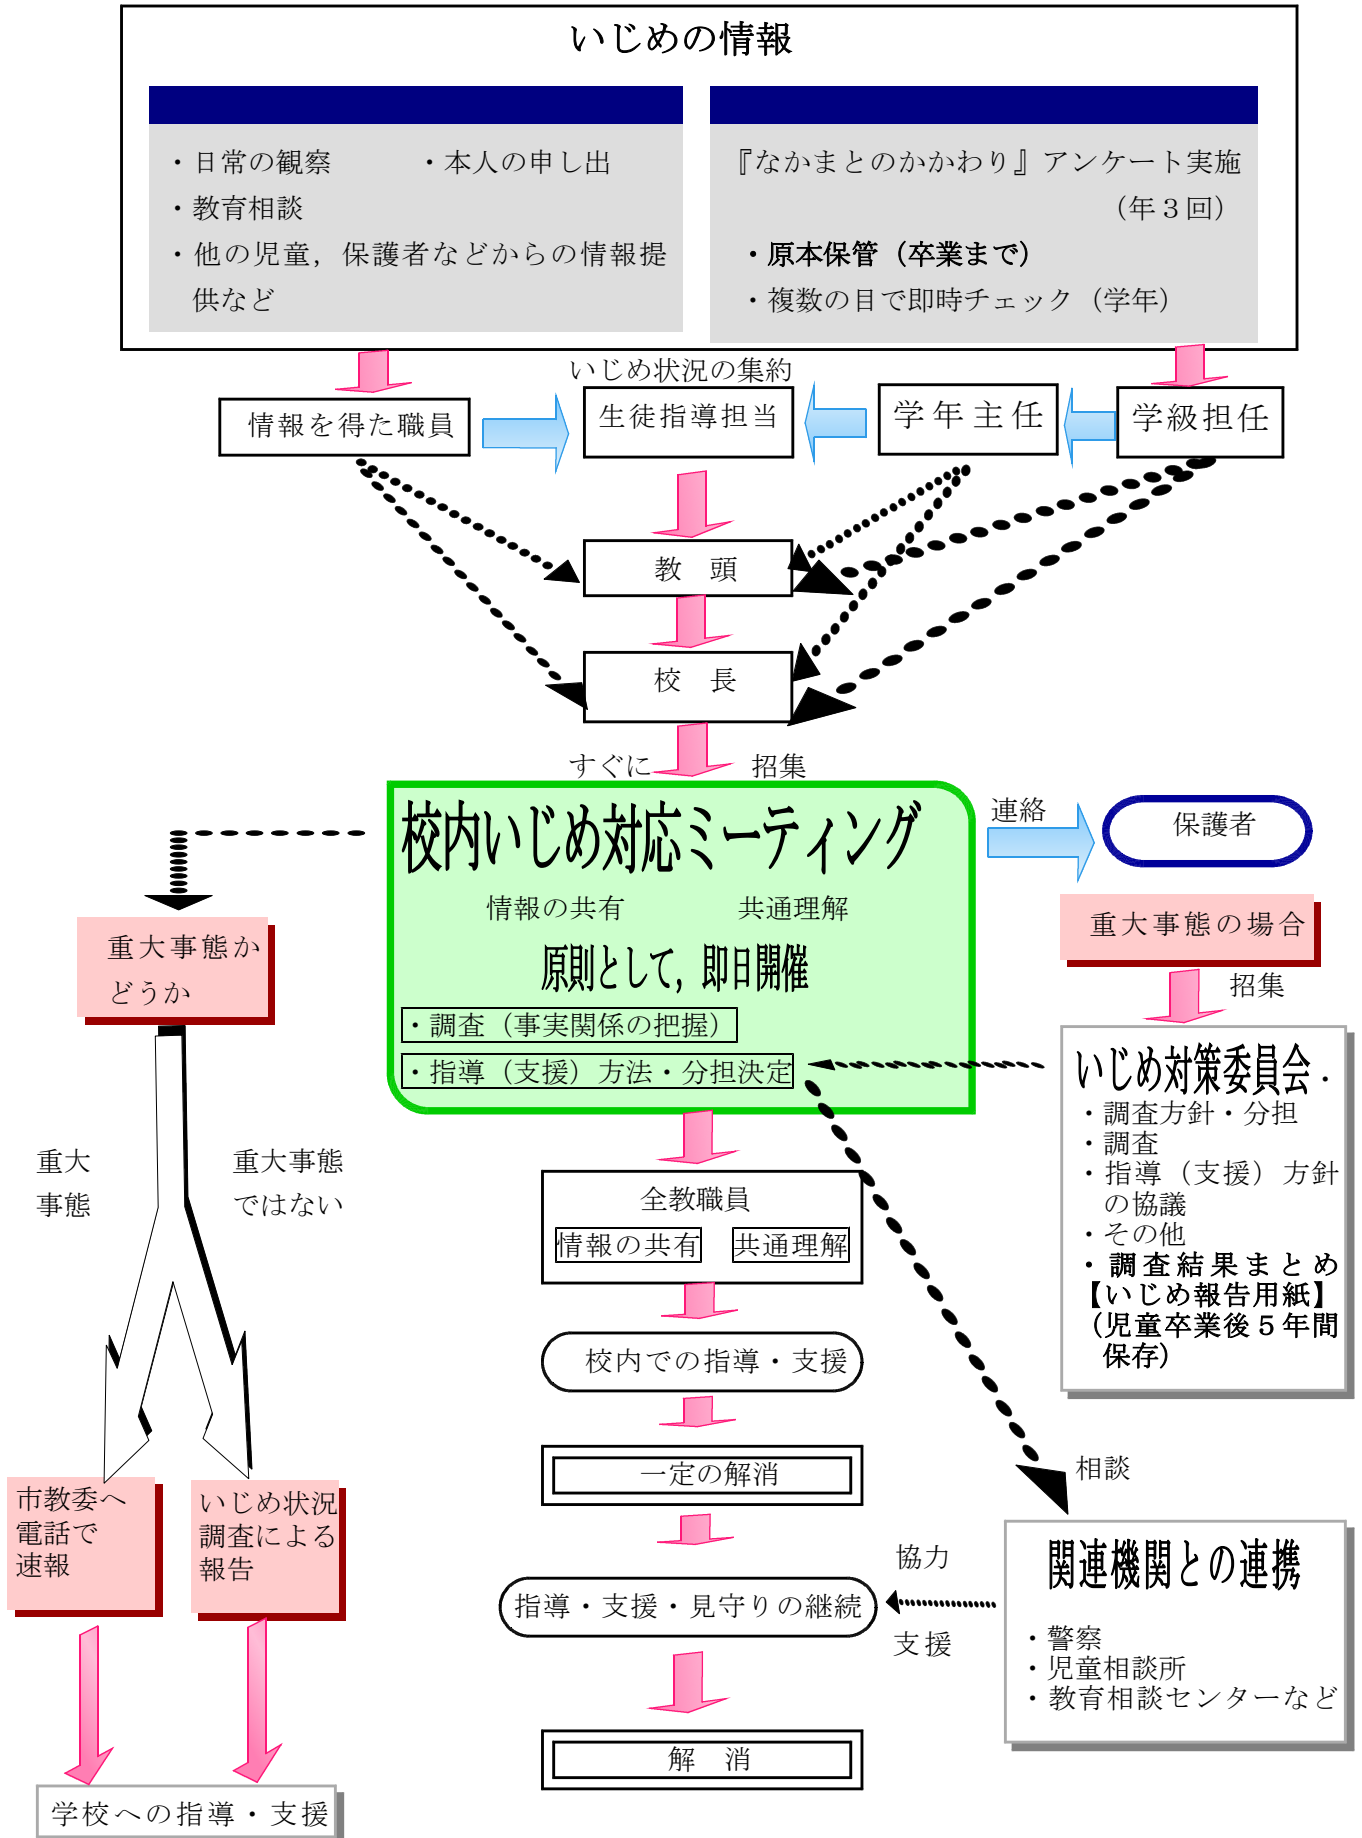 いじめの情報
・日常の観察　・本人の申し出
・教育相談
・他の児童，保護者などからの情報提
供など
『なかまとのかかわり』アンケート実施
（年３回）
・原本保管（卒業まで）
・複数の目で即時チェック（学年）
いじめ状況の集約
情報を得た職員
生徒指導担当
学年主任
学級担任
教　頭
校　長
すぐに　招集
校内いじめ対応ミーティング
情報の共有　共通理解
原則として，即日開催
・調査（事実関係の把握）
・指導（支援）方法・分担決定
連絡
保護者
重大事態の場合
招集
いじめ対策委員会．
・調査方針・分担
・調査
・指導（支援）方針
の協議
・その他
・調査結果まとめ
【いじめ報告用紙】
（児童卒業後５年間
保存）
重大事態か
どうか
重大
事態
重大事態
ではない
市教委へ
電話で
速報
いじめ状況
調査による
報告
学校への指導・支援
全教職員
情報の共有　共通理解
校内での指導・支援
一定の解消
指導・支援・見守りの継続
解　消
相談
協力
支援
関連機関との連携
・警察
・児童相談所
・教育相談センターなど